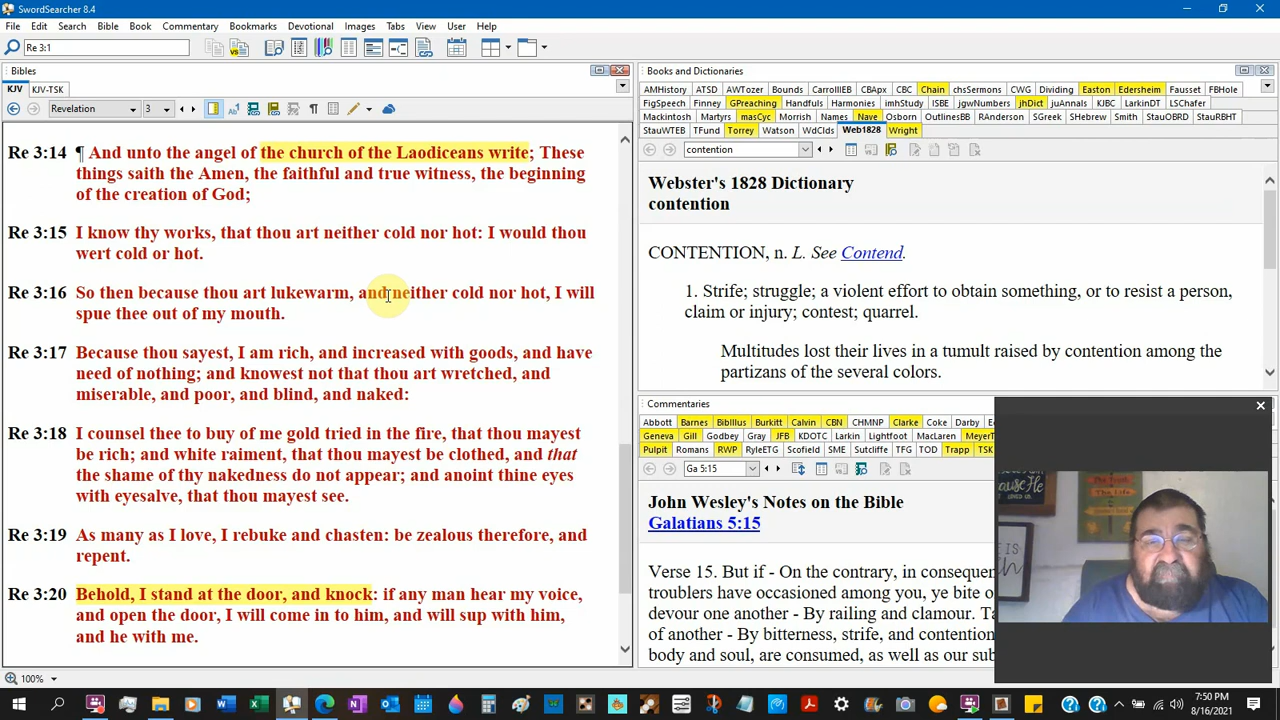 SwordSearcher 8.4
File Edit Search Bible Book Commentary Bookmarks Devotional Images Tabs View User Help
Re 3:1
Bibles
KJV KJV-TSK
Revelation 3
Re 3:14 ¶ And unto the angel of the church of the Laodiceans write; These
things saith the Amen, the faithful and true witness, the beginning
of the creation of God;
Re 3:15 I know thy works, that thou art neither cold nor hot: I would thou
wert cold or hot.
Re 3:16 So then because thou art lukewarm, and neither cold nor hot, I will
spue thee out of my mouth.
Re 3:17 Because thou sayest, I am rich, and increased with goods, and have
need of nothing; and knowest not that thou art wretched, and
miserable, and poor, and blind, and naked:
Re 3:18 I counsel thee to buy of me gold tried in the fire, that thou mayest
be rich; and white raiment, that thou mayest be clothed, and that
the shame of thy nakedness do not appear; and anoint thine eyes
with eyesalve, that thou mayest see.
Re 3:19 As many as I love, I rebuke and chasten: be zealous therefore, and
repent.
Re 3:20 Behold, I stand at the door, and knock: if any man hear my voice,
and open the door, I will come in to him, and will sup with him,
and he with me.
100%
Books and Dictionaries
AMHistory ATSD AWTozer Bounds CarrollEIB CBApx CBC Chain chsSermons CWG Dividing Easton Edersheim Fausset FBHole
FigSpeech Finney GPreaching Handfuls Harmonies imhStudy ISBE jgwNumbers jhDict juAnnals KJBC LarkinDT LSChafer
Mackintosh Martyrs masCyc Morrish Names Nave Osborn OutlinesBB RAnderson SGreek SHebrew Smith StauOBRD StauRBHT
StauWTEB TFund Torrey Watson WdClds Web1828 Wright
contention
Webster's 1828 Dictionary
contention
CONTENTION, n. L. See Contend.
1. Strife; struggle; a violent effort to obtain something, or to resist a person,
claim or injury; contest; quarrel.
Multitudes lost their lives in a tumult raised by contention among the
partizans of the several colors.
Commentaries
Abbott Barnes BibIllus Burkitt Calvin CBN CHMNP Clarke Coke Darby
Geneva Gill Godbey Gray JFB KDOTC Larkin Lightfoot MacLaren MeyerT
Pulpit Romans RWP RyleETG Scofield SME Sutcliffe TFG TOD Trapp TSK
Ga 5:15
John Wesley's Notes on the Bible
Galatians 5:15
Verse 15. But if - On the contrary, in consequence
troublers have occasioned among you, ye bite
devour one another - By railing and clamour.
of another - By bitterness, strife, and contention
body and soul, are consumed, as well as our
7:50 PM
8/16/2021